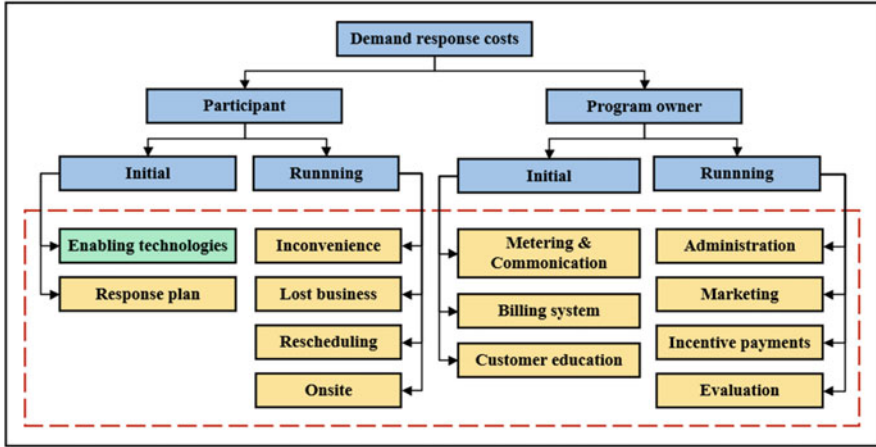 Demand response costs
Participant
Program owner
Initial
Runnning
Initial
Runnning
Enabling technologies
Response plan
Inconvenience
Lost business
Rescheduling
Onsite
Metering &
Communication
Billing system
Customer education
Administration
Marketing
Incentive payments
Evaluation